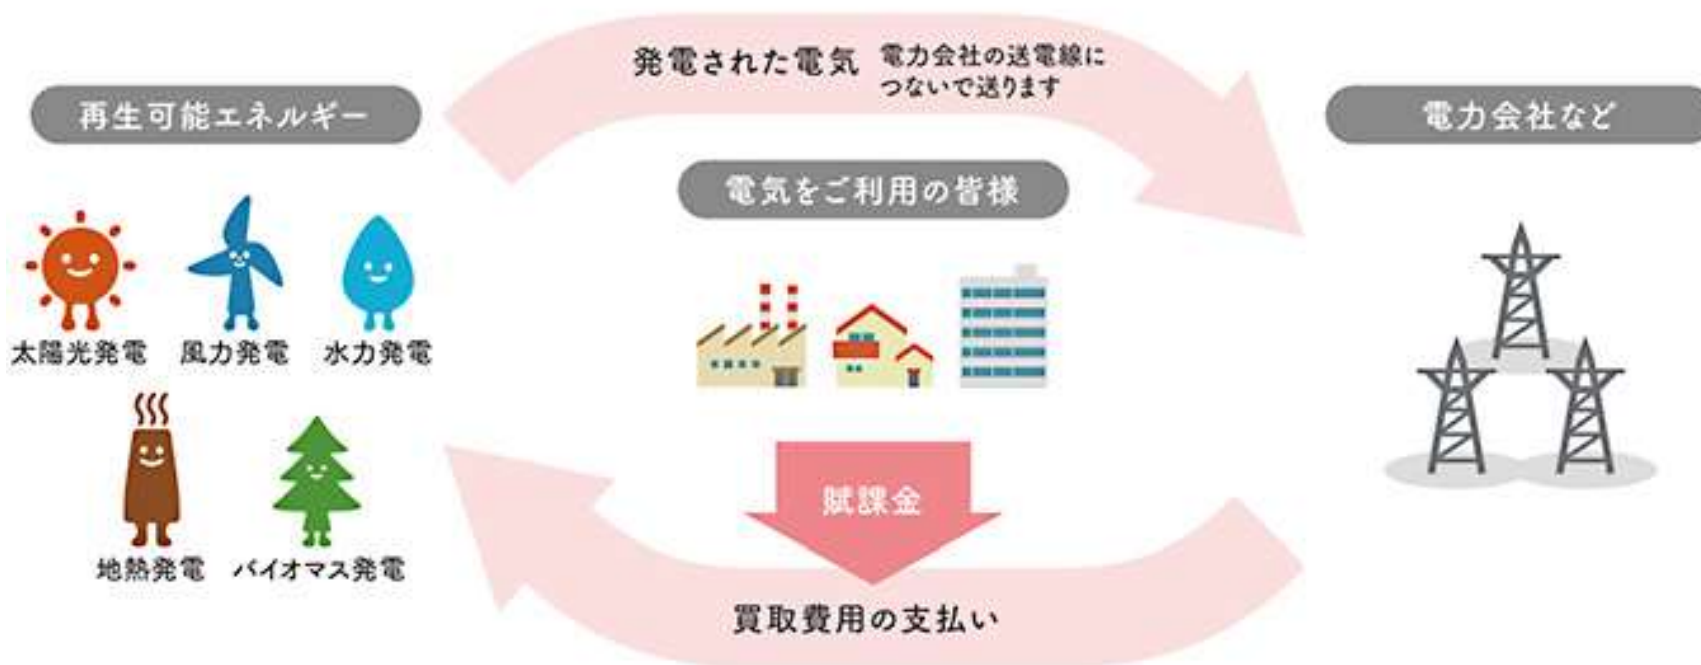 発電された電気
電力会社の送電線に
つないで送ります
再生可能エネルギー
電力会社など
電気をご利用の皆様
太陽光発電
風力発電
水力発電
地熱発電
バイオマス発電
賦課金
買取費用の支払い